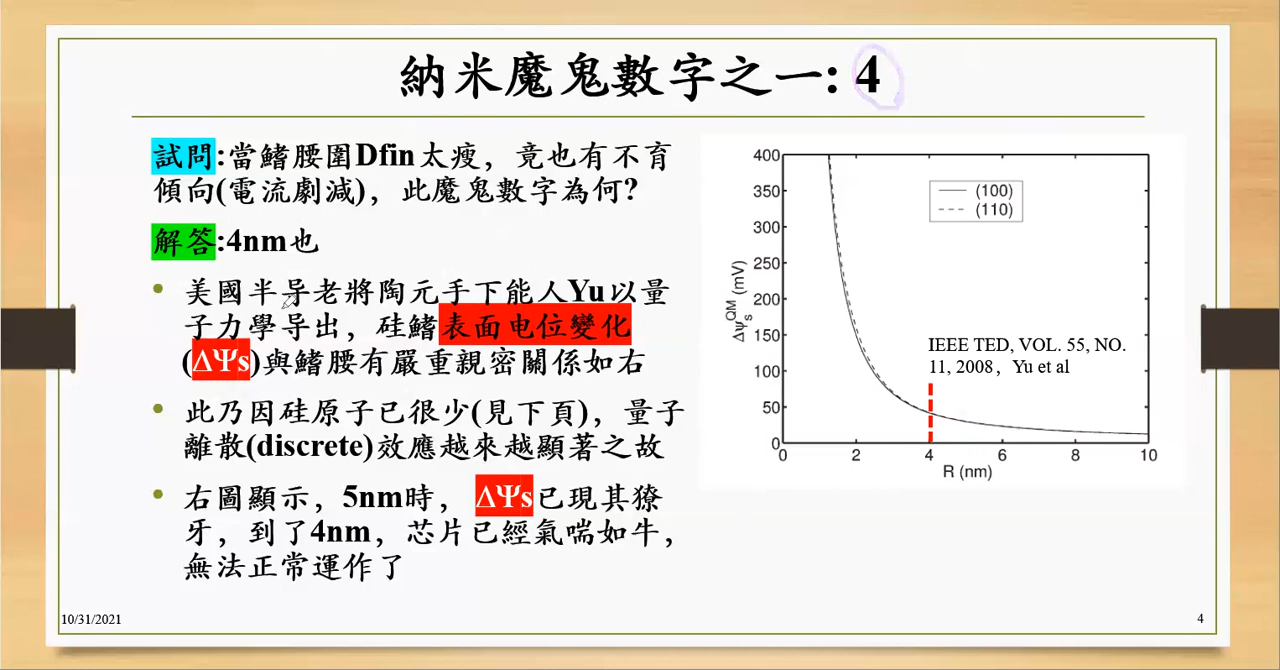 納米魔鬼數字之一: 4
試問:當鰭腰圍Dfin太瘦，竟也有不育
傾向(電流劇減)，此魔鬼數字為何?
解答:4nm也
• 美國半导老將陶元手下能人Yu以量
子力學导出，硅鰭表面电位變化
(ΔΨs)與鰭腰有嚴重親密關係如右
• 此乃因硅原子已很少(見下頁)，量子
離散(discrete)效應越來越顯著之故
• 右圖顯示，5nm時， ΔΨs已現其獠
牙，到了4nm，芯片已經氣喘如牛，
無法正常運作了
400
350
300
250
200
150
100
50
0
ΔψsQM (mV)
(100)
(110)
IEEE TED, VOL. 55, NO.
11, 2008，Yu et al
0 2 4 6 8 10
R (nm)
10/31/2021
4